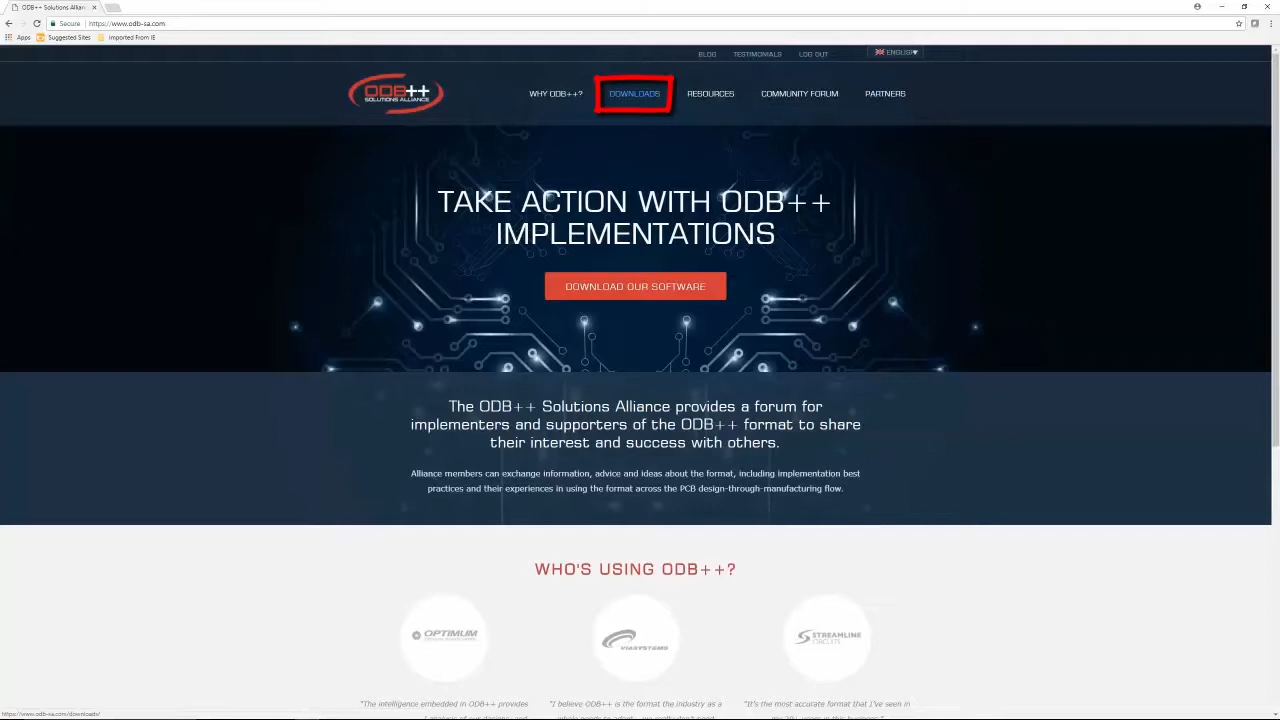 ODB++ Solutions Allian
Secure
https://www.odb-sa.com
Apps
Suggested Sites
Imported From IE
BLOG
TESTIMONIALS
LOG OUT
ENGLISH
ODB++
SOLUTIONS ALLIANCE
WHY ODB++?
DOWNLOADS
RESOURCES
COMMUNITY FORUM
PARTNERS
TAKE ACTION WITH ODB++
IMPLEMENTATIONS
DOWNLOAD OUR SOFTWARE
The ODB++ Solutions Alliance provides a forum for
implementers and supporters of the ODB++ format to share
their interest and success with others.
Alliance members can exchange information, advice and ideas about the format, including implementation best
practices and their experiences in using the format across the PCB design-through-manufacturing flow.
WHO'S USING ODB++?
OPTIMUM
VIASYSTEMS
STREAMLINE
CIRCUITS
"The intelligence embedded in ODB++ provides
"I believe ODB++ is the format the industry as a
"It's the most accurate format that I've seen in
https://www.odb-sa.com/downloads/